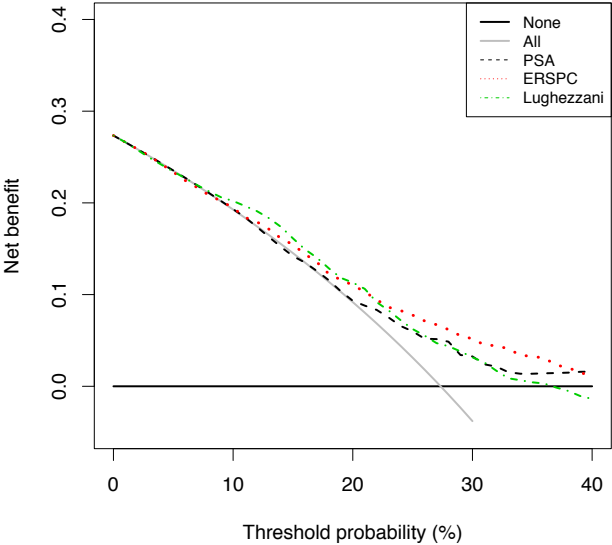 None
All
PSA
ERSPC
Lughezzani
0.4
0.3
0.2
0.1
0.0
Net benefit
0 10 20 30 40
Threshold probability (%)